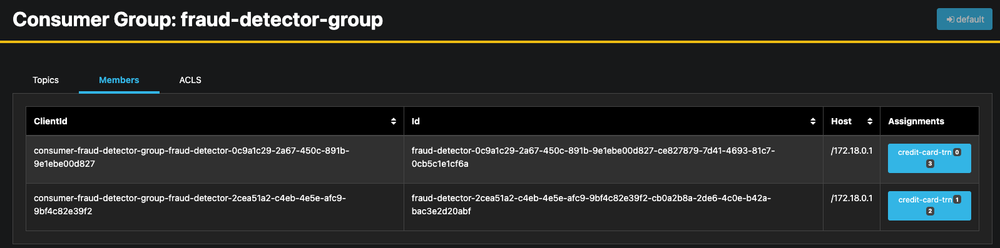 Consumer Group: fraud-detector-group
default
Topics Members ACLS
ClientId Id Host Assignments
consumer-fraud-detector-group-fraud-detector-0c9a1c29-2a67-450c-891b-
9e1ebe00d827
fraud-detector-0c9a1c29-2a67-450c-891b-9e1ebe00d827-ce827879-7d41-4693-81c7-
0cb5c1e1cf6a
/172.18.0.1
credit-card-trn 0
3
consumer-fraud-detector-group-fraud-detector-2cea51a2-c4eb-4e5e-afc9-
9bf4c82e39f2
fraud-detector-2cea51a2-c4eb-4e5e-afc9-9bf4c82e39f2-cb0a2b8a-2de6-4c0e-b42a-
bac3e2d20abf
/172.18.0.1
credit-card-trn 1
2